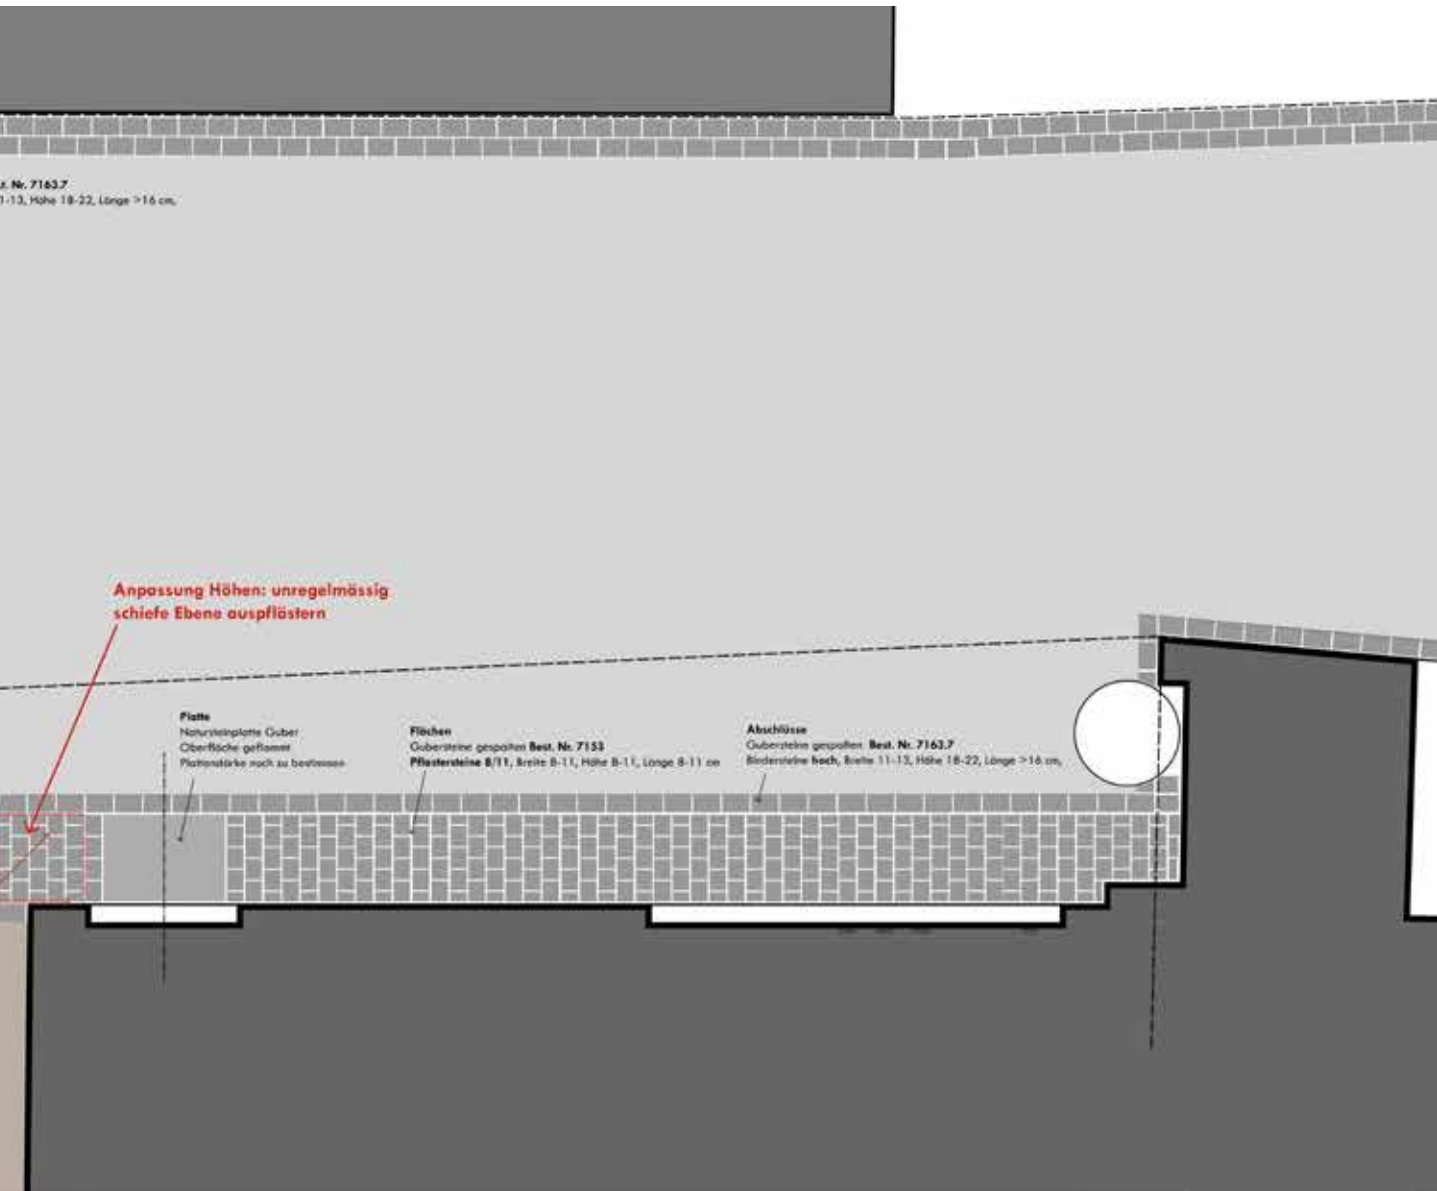 t. Nr. 7163.7
1-13, Höhe 18-22, Länge >16 cm,
Anpassung Höhen: unregelmässig
schiefe Ebene auspflästern
Platte
Natursteinplatte Guber
Oberfläche geflammt
Plattenstärke noch zu bestimmen
Flächen
Gubersteine gespalten Best. Nr. 7153
Pflastersteine 8/11, Breite 8-11, Höhe 8-11, Länge 8-11 cm
Abschlüsse
Gubersteine gespalten Best. Nr. 7163.7
Bindersteine hoch, Breite 11-13, Höhe 18-22, Länge >16 cm,